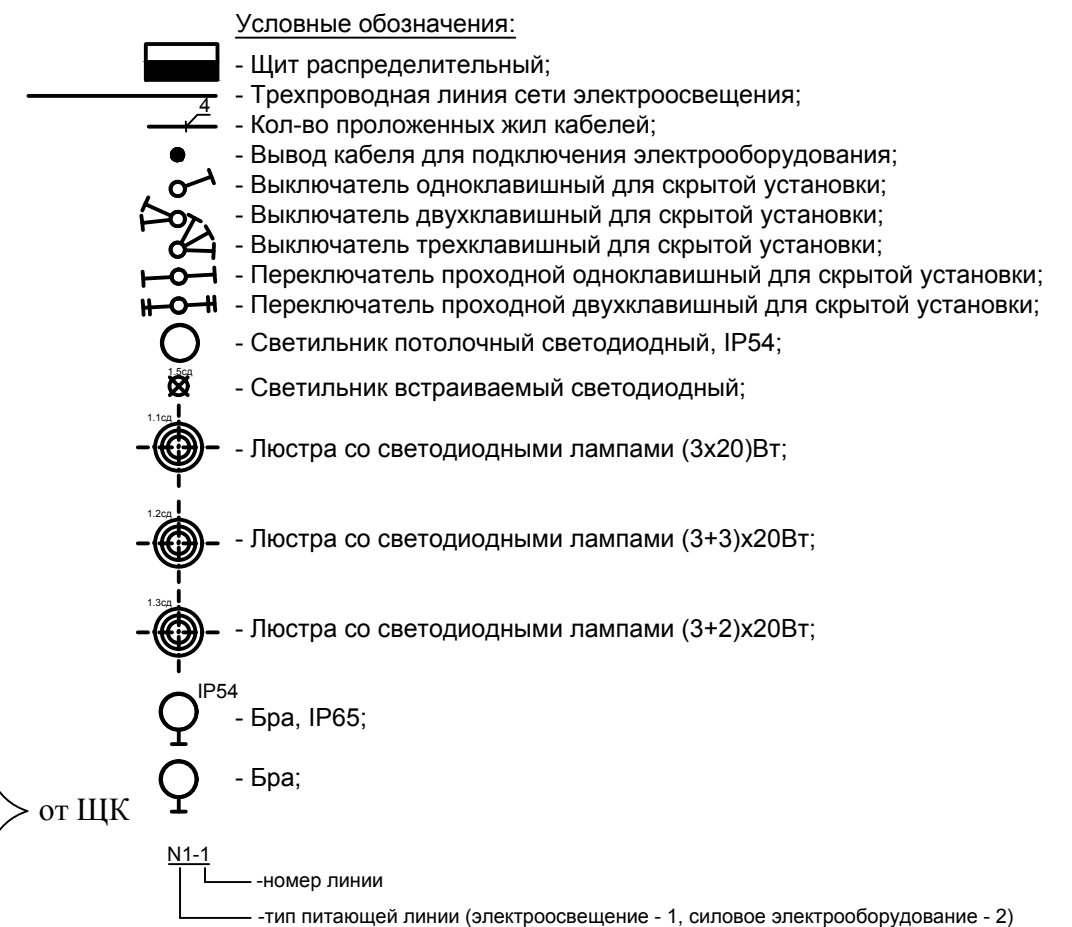 Условные обозначения:
- Щит распределительный;
- Трехпроводная линия сети электроосвещения;
4
- Кол-во проложенных жил кабелей;
- Вывод кабеля для подключения электрооборудования;
- Выключатель одноклавишный для скрытой установки;
- Выключатель двухклавишный для скрытой установки;
- Выключатель трехклавишный для скрытой установки;
- Переключатель проходной одноклавишный для скрытой установки;
- Переключатель проходной двухклавишный для скрытой установки;
- Светильник потолочный светодиодный, IP54;
1.5сд
- Светильник встраиваемый светодиодный;
1.1сд
- Люстра со светодиодными лампами (3х20)Вт;
1.2сд
- Люстра со светодиодными лампами (3+3)х20Вт;
1.3сд
- Люстра со светодиодными лампами (3+2)х20Вт;
IP54
- Бра, IP65;
- Бра;
от ЩК
N1-1
-номер линии
-тип питающей линии (электроосвещение - 1, силовое электрооборудование - 2)